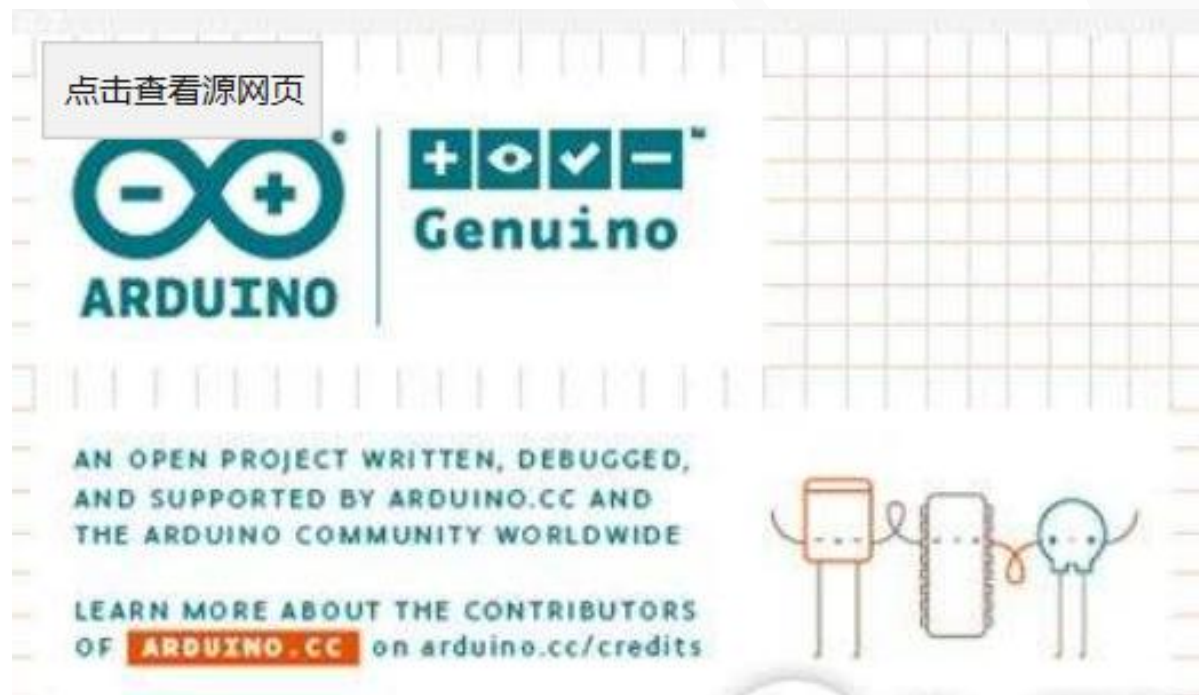 点击查看源网页
ARDUINO
Genuino
AN OPEN PROJECT WRITTEN, DEBUGGED,
AND SUPPORTED BY ARDUINO.CC AND
THE ARDUINO COMMUNITY WORLDWIDE
LEARN MORE ABOUT THE CONTRIBUTORS
OF ARDUINO.CC on arduino.cc/credits